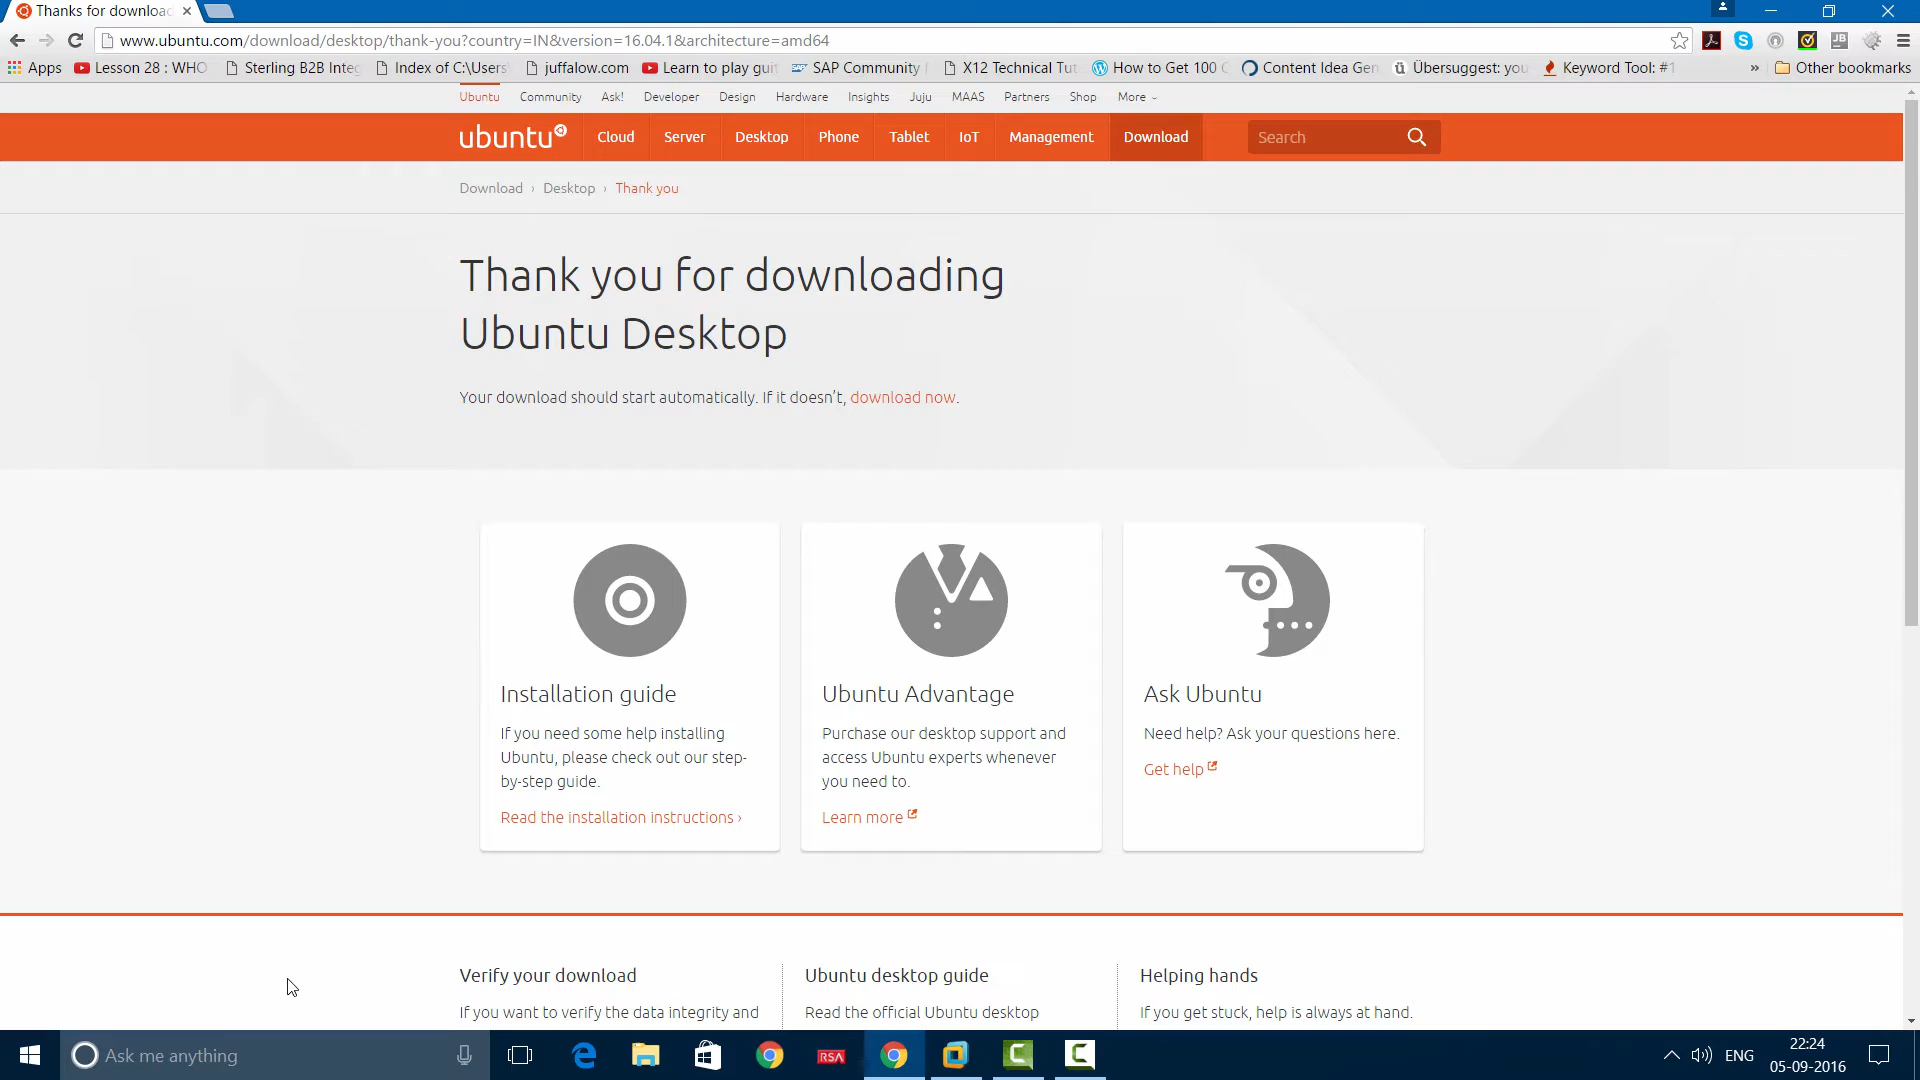 Thanks for download
www.ubuntu.com/download/desktop/thank-you?country=IN&version=16.04.1&architecture=amd64
Apps Lesson 28 : WHO Sterling B2B Inte Index of C:\Users juffalow.com Learn to play gui SAP Community X12 Technical Tut How to Get 100 Content Idea Gen Übersuggest: you Keyword Tool: #1 » Other bookmarks
Ubuntu Community Ask! Developer Design Hardware Insights Juju MAAS Partners Shop More
ubuntu Cloud Server Desktop Phone Tablet IoT Management Download Search
Download › Desktop › Thank you
Thank you for downloading
Ubuntu Desktop
Your download should start automatically. If it doesn’t, download now.
Installation guide
If you need some help installing
Ubuntu, please check out our step-
by-step guide.
Read the installation instructions ›
Ubuntu Advantage
Purchase our desktop support and
access Ubuntu experts whenever
you need to.
Learn more
Ask Ubuntu
Need help? Ask your questions here.
Get help
Verify your download
If you want to verify the data integrity and
Ubuntu desktop guide
Read the official Ubuntu desktop
Helping hands
If you get stuck, help is always at hand.
Ask me anything
RSA
ENG
22:24
05-09-2016